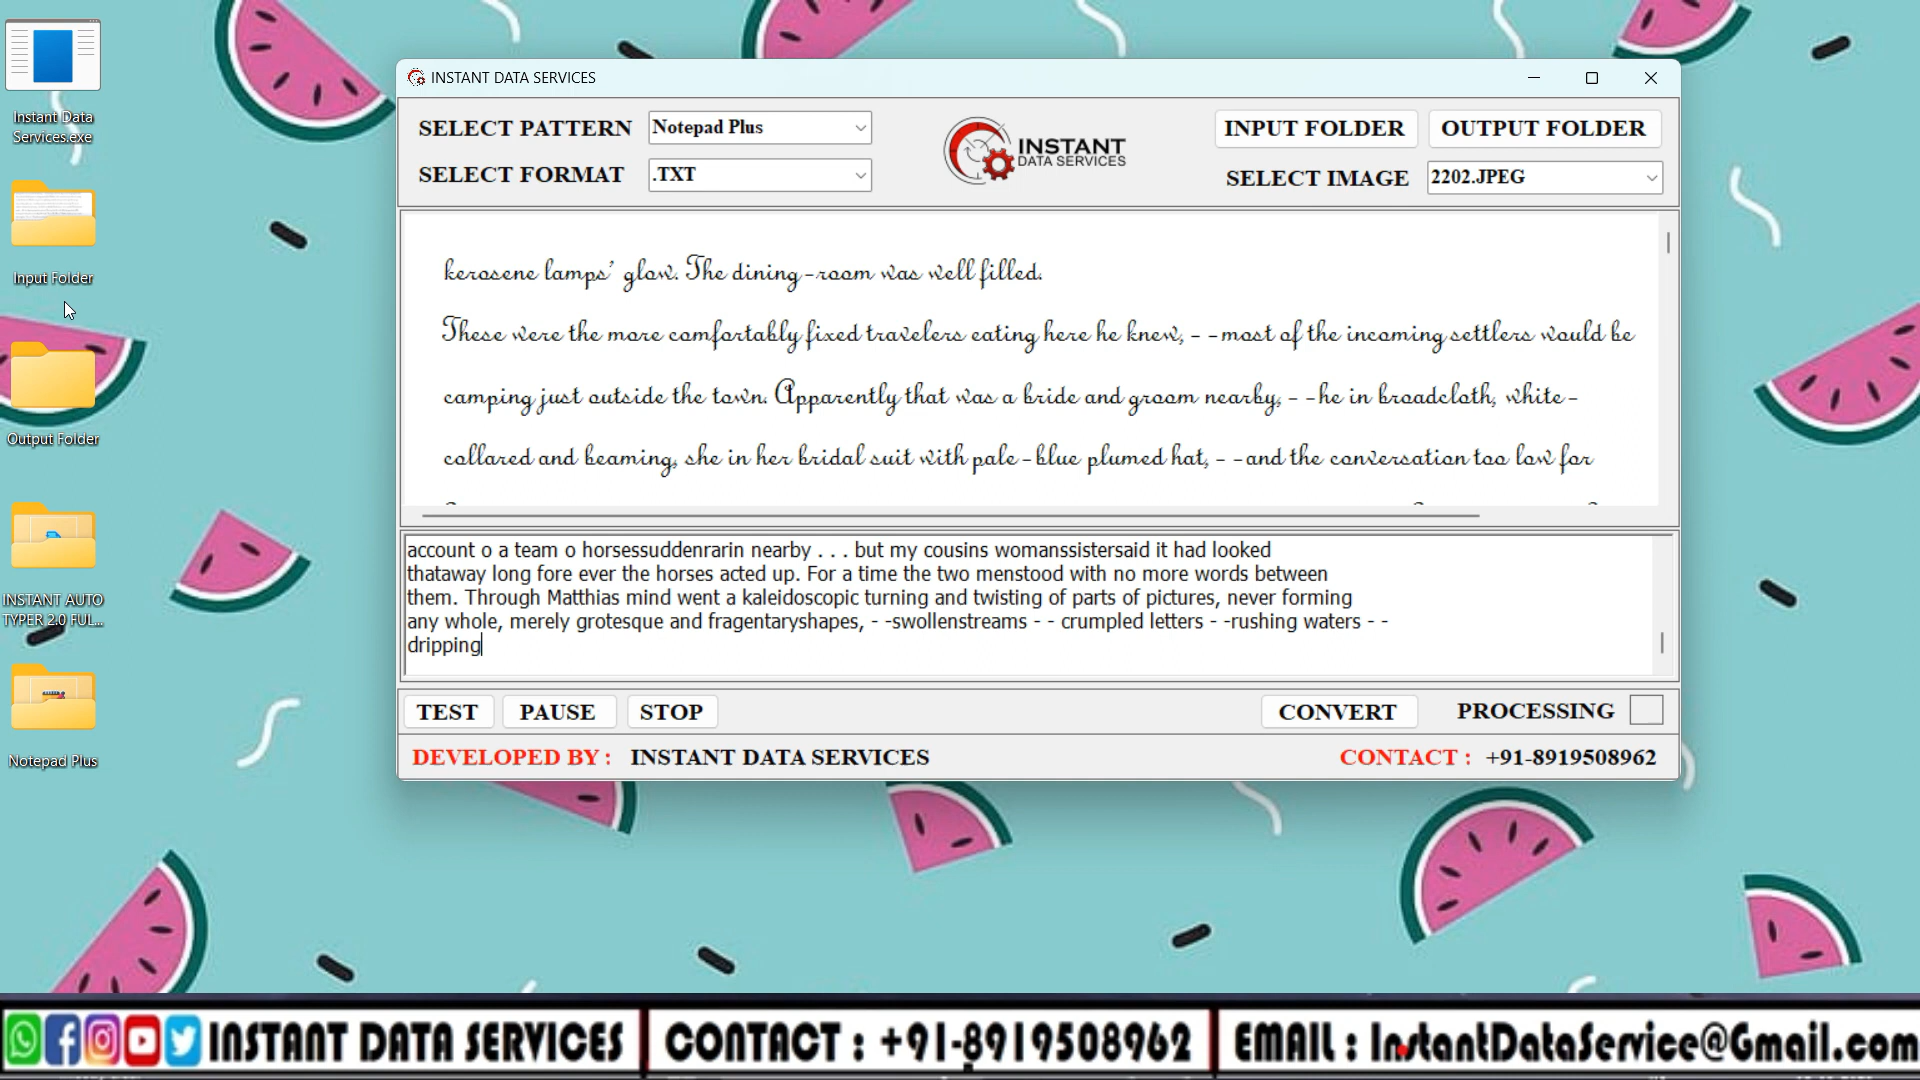 Instant Data
Services.exe
Input Folder
Output Folder
INSTANT AUTO
TYPER 2.0 FUL...
Notepad Plus
INSTANT DATA SERVICES
SELECT PATTERN
Notepad Plus
SELECT FORMAT
.TXT
INSTANT
DATA SERVICES
INPUT FOLDER
OUTPUT FOLDER
SELECT IMAGE
2202.JPEG
kerosene lamps' glow. The dining-room was well filled.
These were the more comfortably fixed travelers eating here he knew, - -most of the incoming settlers would be
camping just outside the town. Apparently that was a bride and groom nearby, - -he in broadcloth, white-
collared and beaming, she in her bridal suit with pale-blue plumed hat, - -and the conversation too low for
account o a team o horsessuddenrarin nearby . . . but my cousins womanssistersaid it had looked
thataway long fore ever the horses acted up. For a time the two menstood with no more words between
them. Through Matthias mind went a kaleidoscopic turning and twisting of parts of pictures, never forming
any whole, merely grotesque and fragentaryshapes, - -swollenstreams - - crumpled letters - -rushing waters - -
dripping
TEST
PAUSE
STOP
CONVERT
PROCESSING
DEVELOPED BY : INSTANT DATA SERVICES
CONTACT : +91-8919508962
INSTANT DATA SERVICES
CONTACT : +91-8919508962
EMAIL : InstantDataService@Gmail.com